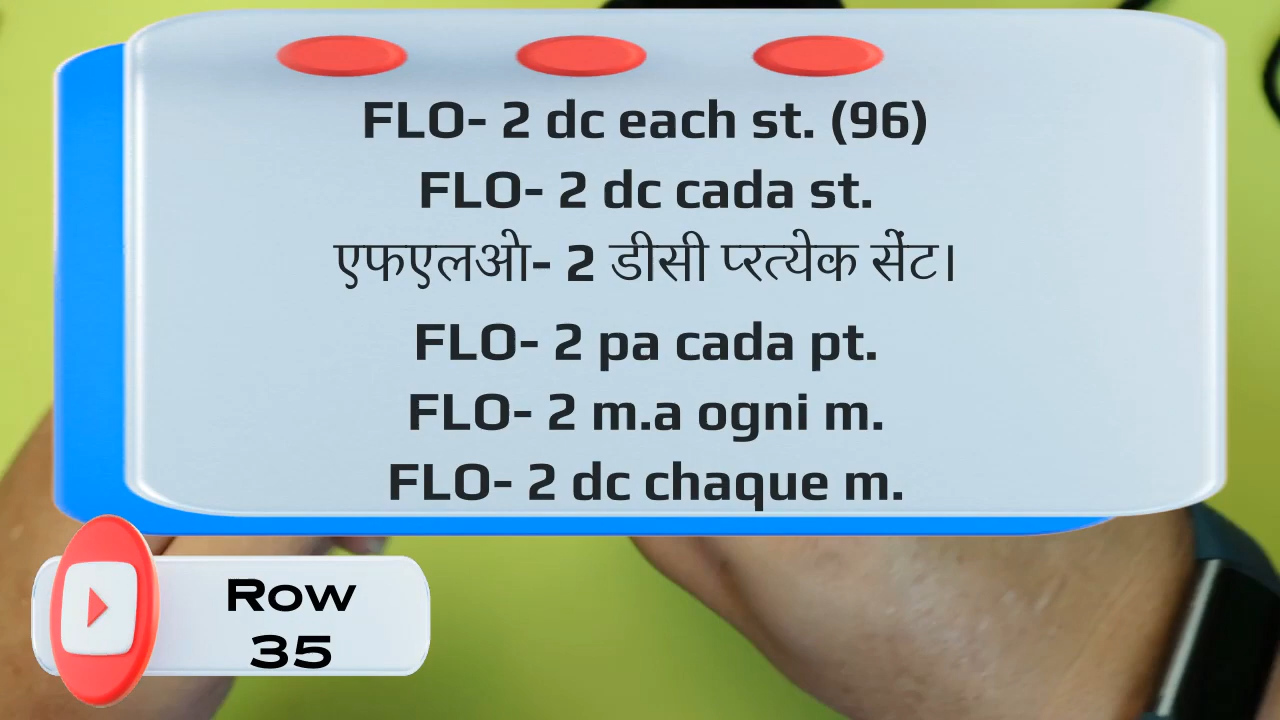 FLO- 2 dc each st. (96)
FLO- 2 dc cada st.
एफएलओ- 2 डीसी प्रत्येक सेंट।
FLO- 2 pa cada pt.
FLO- 2 m.a ogni m.
FLO- 2 dc chaque m.
Row
35